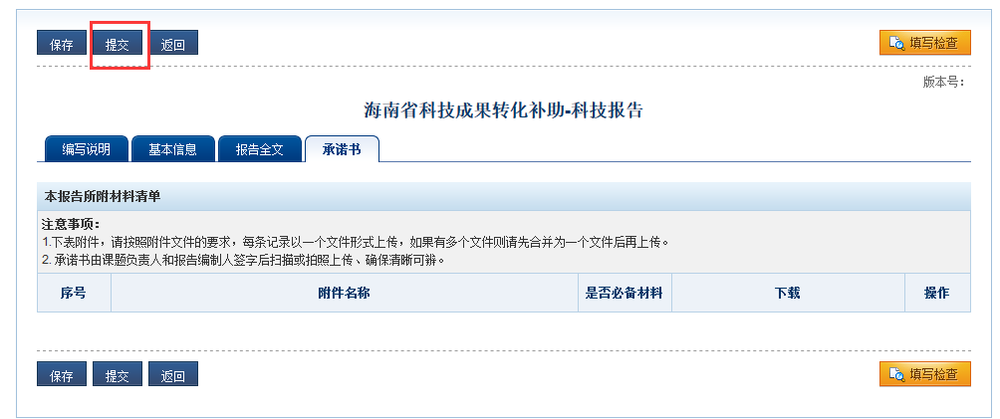 保存 提交 返回 填写检查
版本号：
海南省科技成果转化补助-科技报告
编写说明 基本信息 报告全文 承诺书
本报告所附材料清单
注意事项：
1.下表附件，请按照附件文件的要求，每条记录以一个文件形式上传，如果有多个文件则请先合并为一个文件后再上传。
2. 承诺书由课题负责人和报告编制人签字后扫描或拍照上传、确保清晰可辨。
序号 附件名称 是否必备材料 下载 操作
保存 提交 返回 填写检查